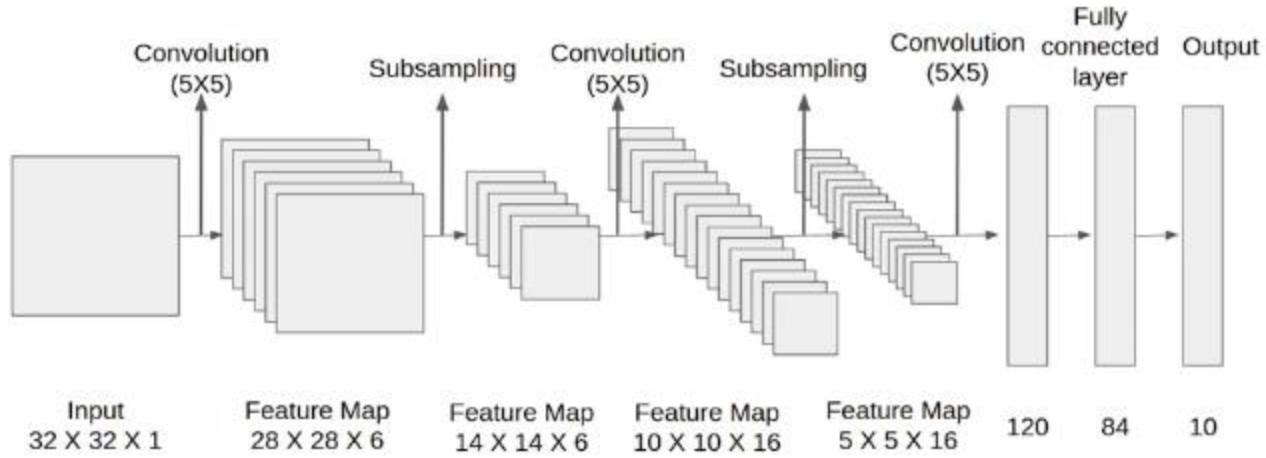 Convolution
(5X5)
Subsampling
Convolution
(5X5)
Subsampling
Convolution
(5X5)
Fully
connected
layer
Output
Input
32 X 32 X 1
Feature Map
28 X 28 X 6
Feature Map
14 X 14 X 6
Feature Map
10 X 10 X 16
Feature Map
5 X 5 X 16
120
84
10